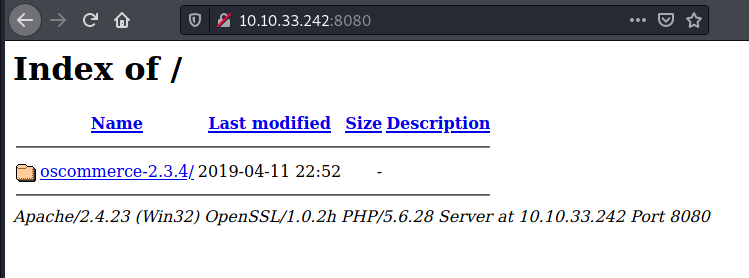 10.10.33.242:8080
Index of /
Name Last modified Size Description
oscommerce-2.3.4/ 2019-04-11 22:52 -
Apache/2.4.23 (Win32) OpenSSL/1.0.2h PHP/5.6.28 Server at 10.10.33.242 Port 8080